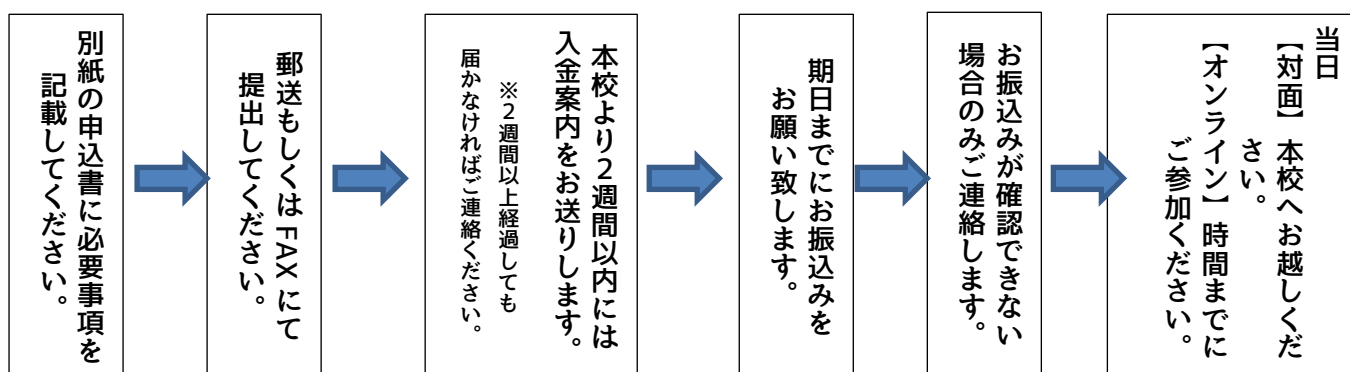 別紙の申込書に必要事項を
記載してください。
郵送もしくは FAX にて
提出してください。
本校より２週間以内には
入金案内をお送りします。
※２週間以上経過しても
届かなければご連絡ください。
期日までにお振込みを
お願い致します。
お振込みが確認できない
場合のみご連絡します。
当日
【対面】本校へお越しくだ
さい。
【オンライン】時間までに
ご参加ください。